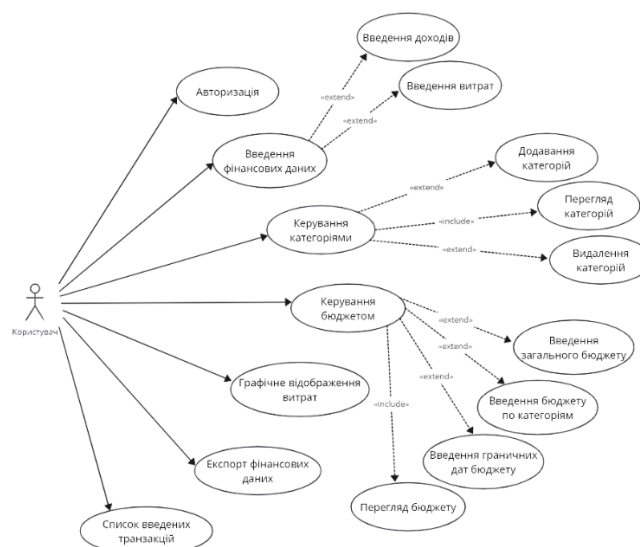 Введення доходів
«extend»
Введення витрат
«extend»
Авторизація
Введення
фінансових даних
Додавання
категорій
«extend»
Перегляд
категорій
«include»
Керування
категоріями
«extend»
Видалення
категорій
Користувач
Керування
бюджетом
«extend»
Введення
загального бюджету
«extend»
«extend»
Графічне відображення
витрат
«include»
Введення бюджету
по категоріям
Введення граничних
дат бюджету
Експорт фінансових
даних
Перегляд бюджету
Список введених
транзакцій